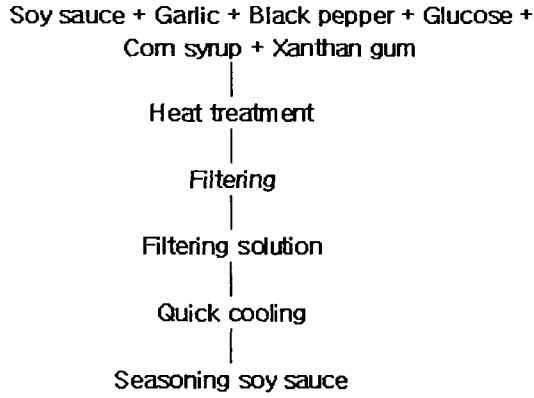 Soy sauce + Garlic + Black pepper + Glucose +
Corn syrup + Xanthan gum
Heat treatment
Filtering
Filtering solution
Quick cooling
Seasoning soy sauce